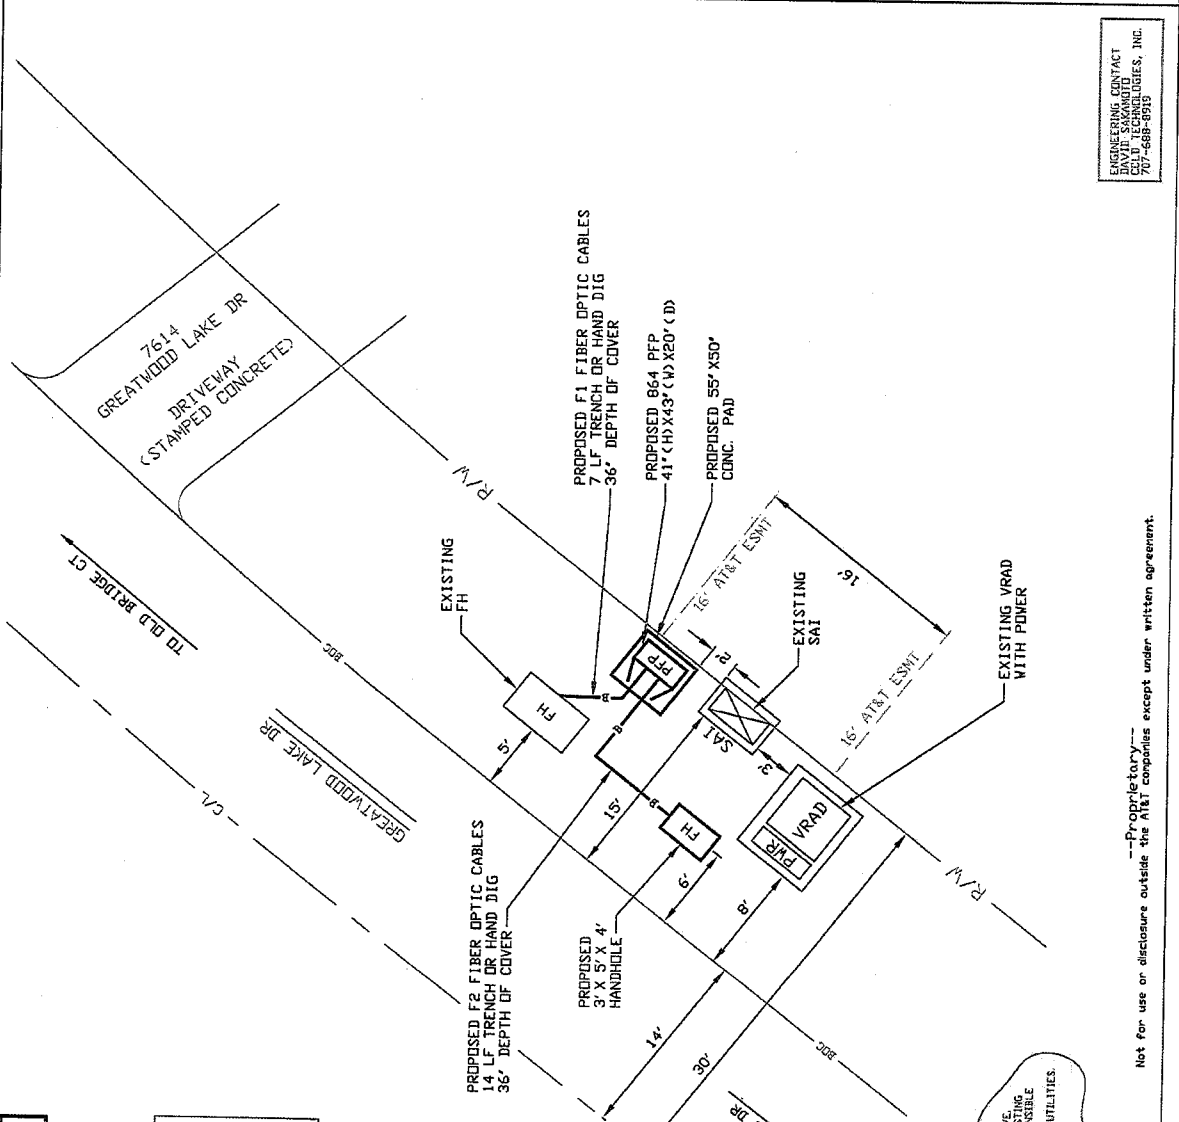 ENGINEERING CONTACT
DAVID SAKAMOTO
CCLD TECHNOLOGIES, INC.
707-688-8919
7614
GREATWOOD LAKE DR
DRIVEWAY
(STAMPED CONCRETE)
TO OLD BRIDGE CT
PROPOSED F1 FIBER OPTIC CABLES
7 LF TRENCH OR HAND DIG
36" DEPTH OF COVER
PROPOSED 864 PFP
41"(H)X43"(W)X20"(D)
PROPOSED 55"X50"
CONC. PAD
R/W
EXISTING
FH
BOC
FH
B
PFP
16' AT&T ESMT
16'
2'
EXISTING
SAI
SAI
5'
GREATWOOD LAKE DR
C/L
B
15'
B
FH
3'
16' AT&T ESMT
EXISTING VRAD
WITH POWER
VRAD
PWR
PROPOSED F2 FIBER OPTIC CABLES
14 LF TRENCH OR HAND DIG
36" DEPTH OF COVER
PROPOSED
3' X 5' X 4'
HANDHOLE
6'
8'
R/W
14'
30'
BOC
DR
--Proprietary--
Not for use or disclosure outside the AT&T companies except under written agreement.
UTILITIES.